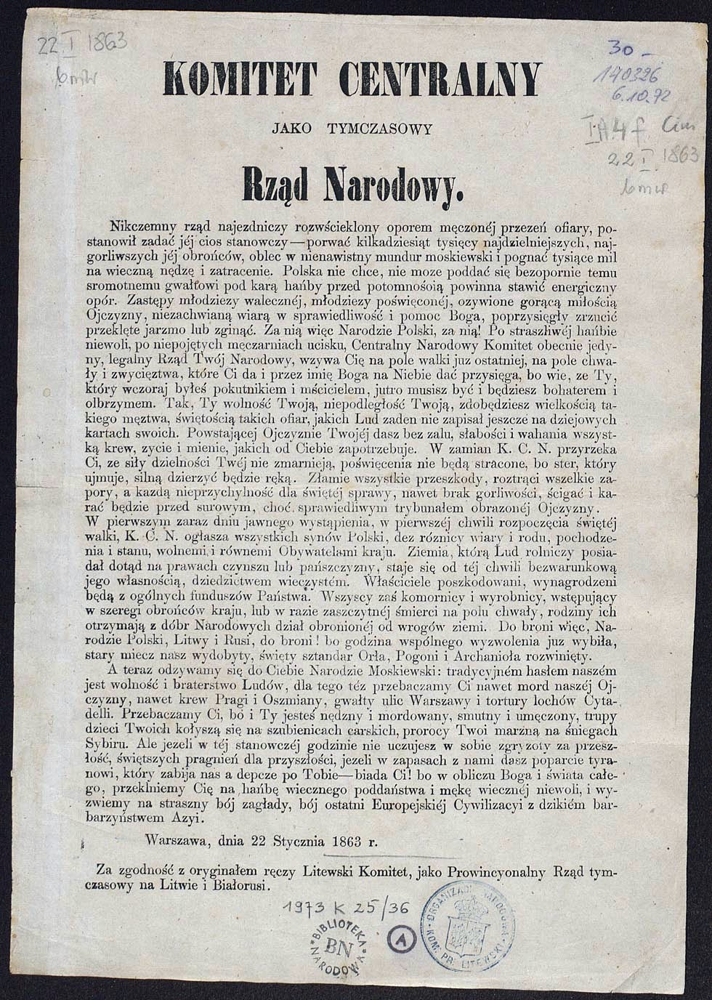 22 I 1863
30 —
140326
6.10.72
I A 4 f Cim
22 I. 1863
KOMITET CENTRALNY
JAKO TYMCZASOWY
Rząd Narodowy.
Nikczemny rząd najezdniczy rozwścieklony oporem męczonéj przezeń ofiary, po-
stanowił zadać jéj cios stanowczy—porwać kilkadziesiąt tysięcy najdzielniejszych, naj-
gorliwszych jéj obrońców, oblec w nienawistny mundur moskiewski i pognać tysiące mil
na wieczną nędzę i zatracenie. Polska nie chce, nie moze poddać się bezopornie temu
sromotnemu gwałtowi pod karą hańby przed potomnośoią powinna stawić energiczny
opór. Zastępy młodziezy walecznéj, młodziezy poświęconéj, ozywione gorącą miłością
Ojczyzny, niezachwianą wiarą w sprawiedliwość i pomoc Boga, poprzysięgły zrzucić
przeklęte jarzmo lub zginąć. Za nią więc Narodzie Polski, za nią! Po straszliwéj hańbie
niewoli, po niepojętych męczarniach ucisku, Centralny Narodowy Komitet obecnie jedy-
ny, legalny Rząd Twój Narodowy, wzywa Cię na pole walki juz ostatniej, na pole chwa-
ły i zwycięztwa, które Ci da i przez imię Boga na Niebie dać przysięga, bo wie, ze Ty,
który wczoraj byłeś pokutnikiem i mścicielem, jutro musisz być i będziesz bohaterem i
olbrzymem. Tak, Ty wolność Twoją, niepodległość Twoją, zdobędziesz wielkością ta-
kiego męztwa, świętością takich ofiar, jakich Lud zaden nie zapisał jeszcze na dziejowych
kartach swoich. Powstającej Ojczyznie Twojéj dasz bez zalu, słabości i wahania wszyst-
ką krew, zycie i mienie, jakich od Ciebie zapotrzebuje. W zamian K. C. N. przyrzeka
Ci, ze siły dzielności Twéj nie zmarnieją, poświęcenia nie będą stracone, bo ster, który
ujmuje, silną dzierzyć będzie ręką. Złamie wszystkie przeszkody, roztrąci wszelkie za-
pory, a kazdą nieprzychylność dla świętéj sprawy, nawet brak gorliwości, ścigać i ka-
rać będzie przed surowym, choć sprawiedliwym trybunałem obrazonéj Ojczyzny.
W pierwszym zaraz dniu jawnego wystąpienia, w pierwszéj chwili rozpoczęcia świętéj
walki, K. C. N. ogłasza wszystkich synów Polski, dez róznicy wiary i rodu, pochodze-
nia i stanu, wolnemi i równemi Obywatelami kraju. Ziemia, którą Lud rolniczy posia-
dał dotąd na prawach czynszu lub pańszczyzny, staje się od téj chwili bezwarunkową
jego własnością, dziedzictwem wieczystém. Właściciele poszkodowani, wynagrodzeni
będą z ogólnych funduszów Państwa. Wszyscy zaś komornicy i wyrobnicy, wstępujący
w szeregi obrońców kraju, lub w razie zaszczytnéj śmierci na polu chwały, rodziny ich
otrzymają z dóbr Narodowych dział obronionéj od wrogów ziemi. Do broni więc, Na-
rodzie Polski, Litwy i Rusi, do broni! bo godzina wspólnego wyzwolenia juz wybiła,
stary miecz nasz wydobyty, święty sztandar Orła, Pogoni i Archanioła rozwinięty.
A teraz odzywamy się do Ciebie Narodzie Moskiewski: tradycyjném hasłem naszém
jest wolność i braterstwo Ludów, dla tego téz przebaczamy Ci nawet mord naszéj Oj-
czyzny, nawet krew Pragi i Oszmiany, gwałty ulic Warszawy i tortury lochów Cyta-
delli. Przebaczamy Ci, bo i Ty jesteś nędzny i mordowany, smutny i umęczony, trupy
dzieci Twoich kołyszą się na szubienicach carskich, prorocy Twoi marzną na śniegach
Sybiru. Ale jezeli w téj stanowczéj godzinie nie uczujesz w sobie zgryzoty za przesz-
łość, świętszych pragnień dla przyszłości, jezeli w zapasach z nami dasz poparcie tyra-
nowi, który zabija nas a depcze po Tobie—biada Ci! bo w obliczu Boga i świata całe-
go, przeklniemy Cię na hańbę wiecznego poddaństwa i mękę wiecznéj niewoli, i wy-
zwiemy na straszny bój zagłady, bój ostatni Europejskiéj Cywilizacyi z dzikiém bar-
barzyństwem Azyi.
Warszawa, dnia 22 Stycznia 1863 r.
Za zgodność z oryginałem ręczy Litewski Komitet, jako Prowincyonalny Rząd tym-
czasowy na Litwie i Białorusi.
1973 K 25/36
BIBLIOTEKA
BN
NARODOWA
A
KOM. PR. LITEWSKI